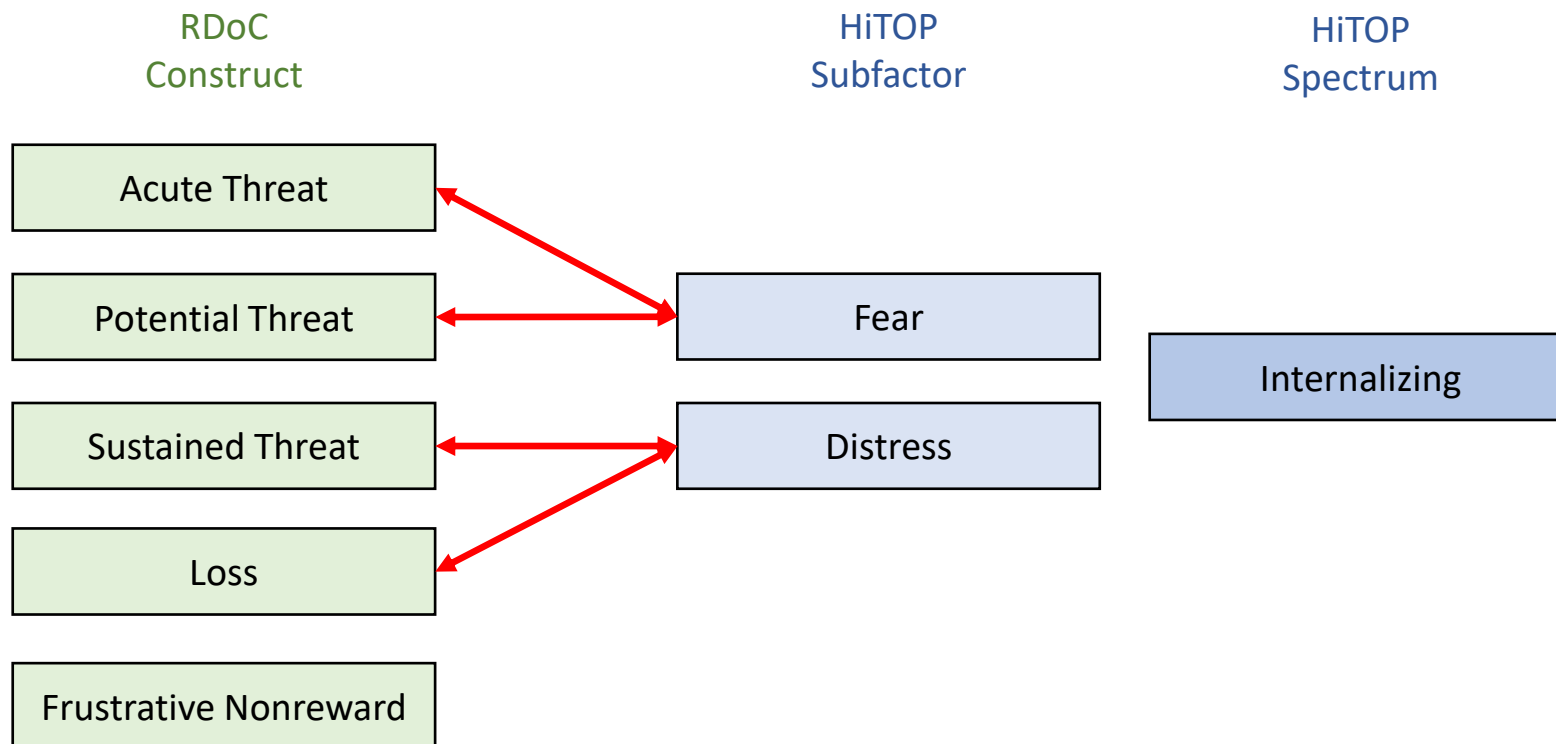 RDoC
Construct
HiTOP
Subfactor
HiTOP
Spectrum
Acute Threat
Potential Threat
Fear
Internalizing
Sustained Threat
Distress
Loss
Frustrative Nonreward